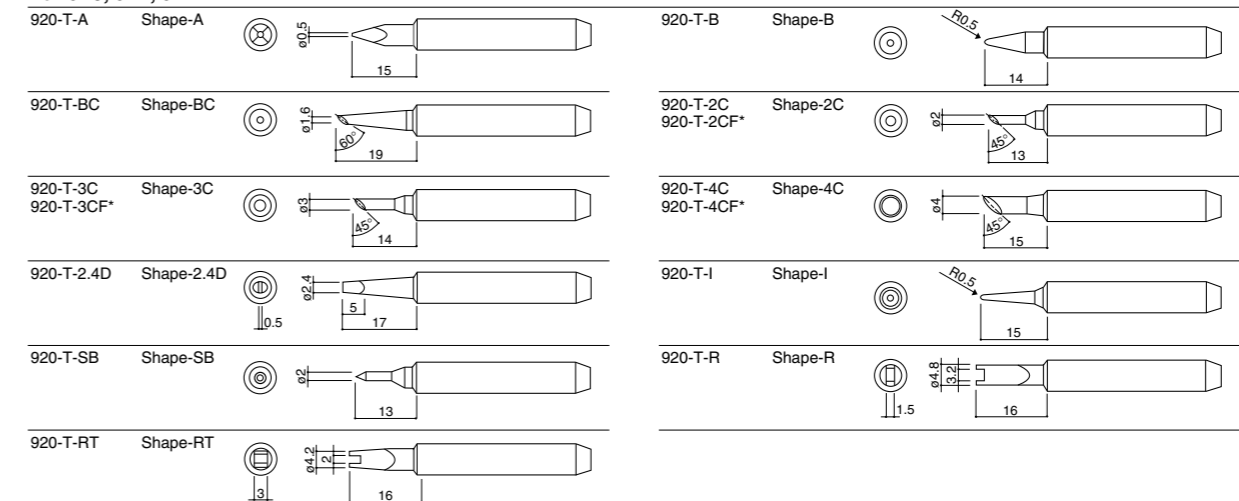 920-T-A Shape-A
ø0.5
15
920-T-B Shape-B
R0.5
14
920-T-BC Shape-BC
ø1.6
60°
19
920-T-2C Shape-2C
920-T-2CF*
ø2
45°
13
920-T-3C Shape-3C
920-T-3CF*
ø3
45°
14
920-T-4C Shape-4C
920-T-4CF*
ø4
45°
15
920-T-2.4D Shape-2.4D
ø2.4
5
0.5
17
920-T-I Shape-I
R0.5
15
920-T-SB Shape-SB
ø2
13
920-T-R Shape-R
ø4.8
3.2
1.5
16
920-T-RT Shape-RT
ø4.2
2
3
16